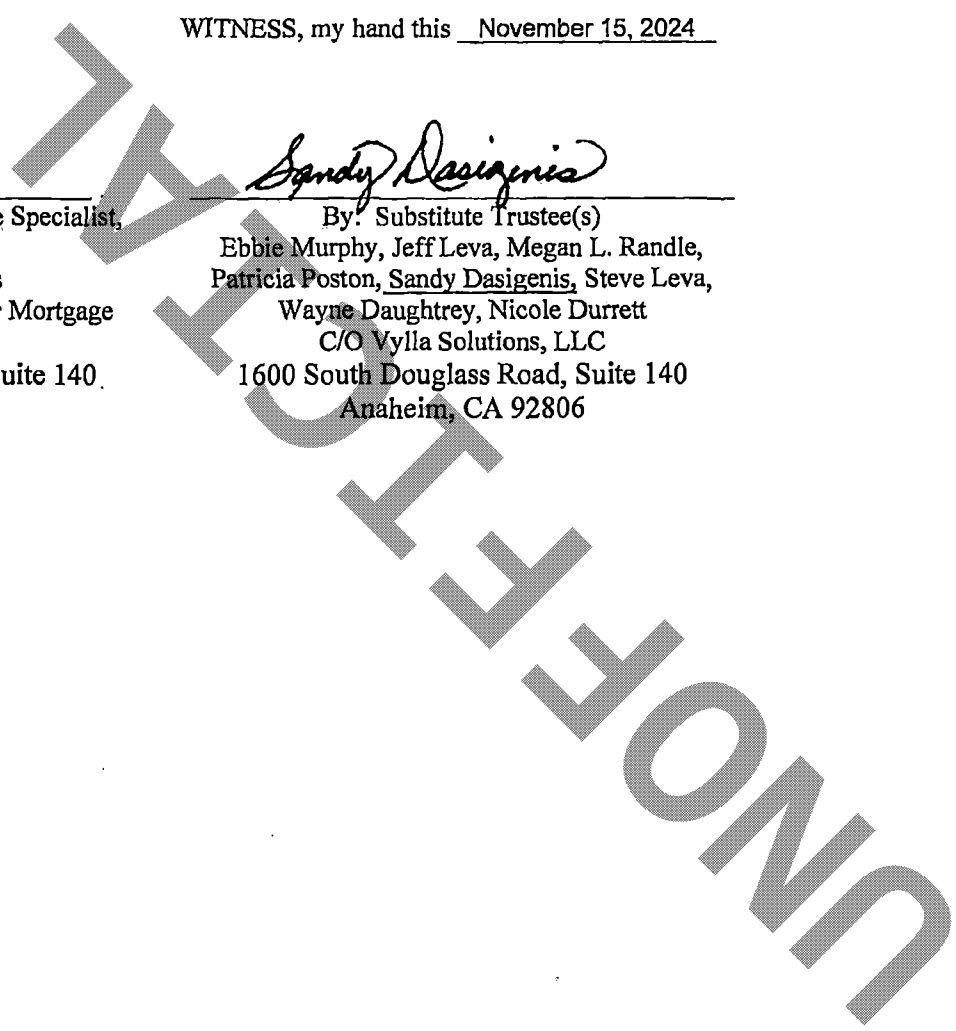 WITNESS, my hand this November 15, 2024
Sandy Dasigenis
e Specialist,
By: Substitute Trustee(s)
Ebbie Murphy, Jeff Leva, Megan L. Randle,
s
Patricia Poston, Sandy Dasigenis, Steve Leva,
r Mortgage
Wayne Daughtrey, Nicole Durrett
C/O Vylla Solutions, LLC
uite 140
1600 South Douglass Road, Suite 140
Anaheim, CA 92806
UNOFFICIAL